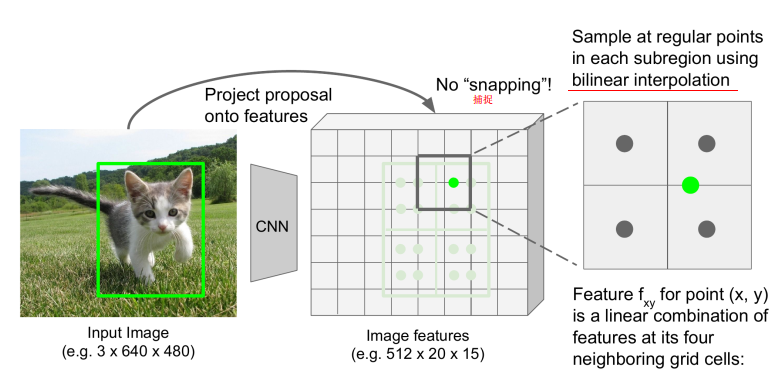 Sample at regular points
in each subregion using
bilinear interpolation
No “snapping”!
捕捉
Project proposal
onto features
CNN
Input Image
(e.g. 3 x 640 x 480)
Image features
(e.g. 512 x 20 x 15)
Feature fxy for point (x, y)
is a linear combination of
features at its four
neighboring grid cells: